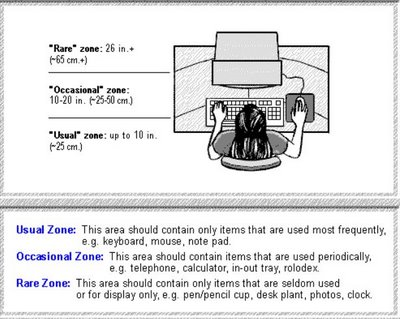 "Rare" zone: 26 in.+
(~65 cm.+)
"Occasional" zone:
10-20 in. (~25-50 cm.)
"Usual" zone: up to 10 in.
(~25 cm.)
Usual Zone: This area should contain only items that are used most frequently,
e.g. keyboard, mouse, note pad.
Occasional Zone: This area should contain items that are used periodically,
e.g. telephone, calculator, in-out tray, rolodex.
Rare Zone: This area should contain only items that are seldom used
or for display only, e.g. pen/pencil cup, desk plant, photos, clock.